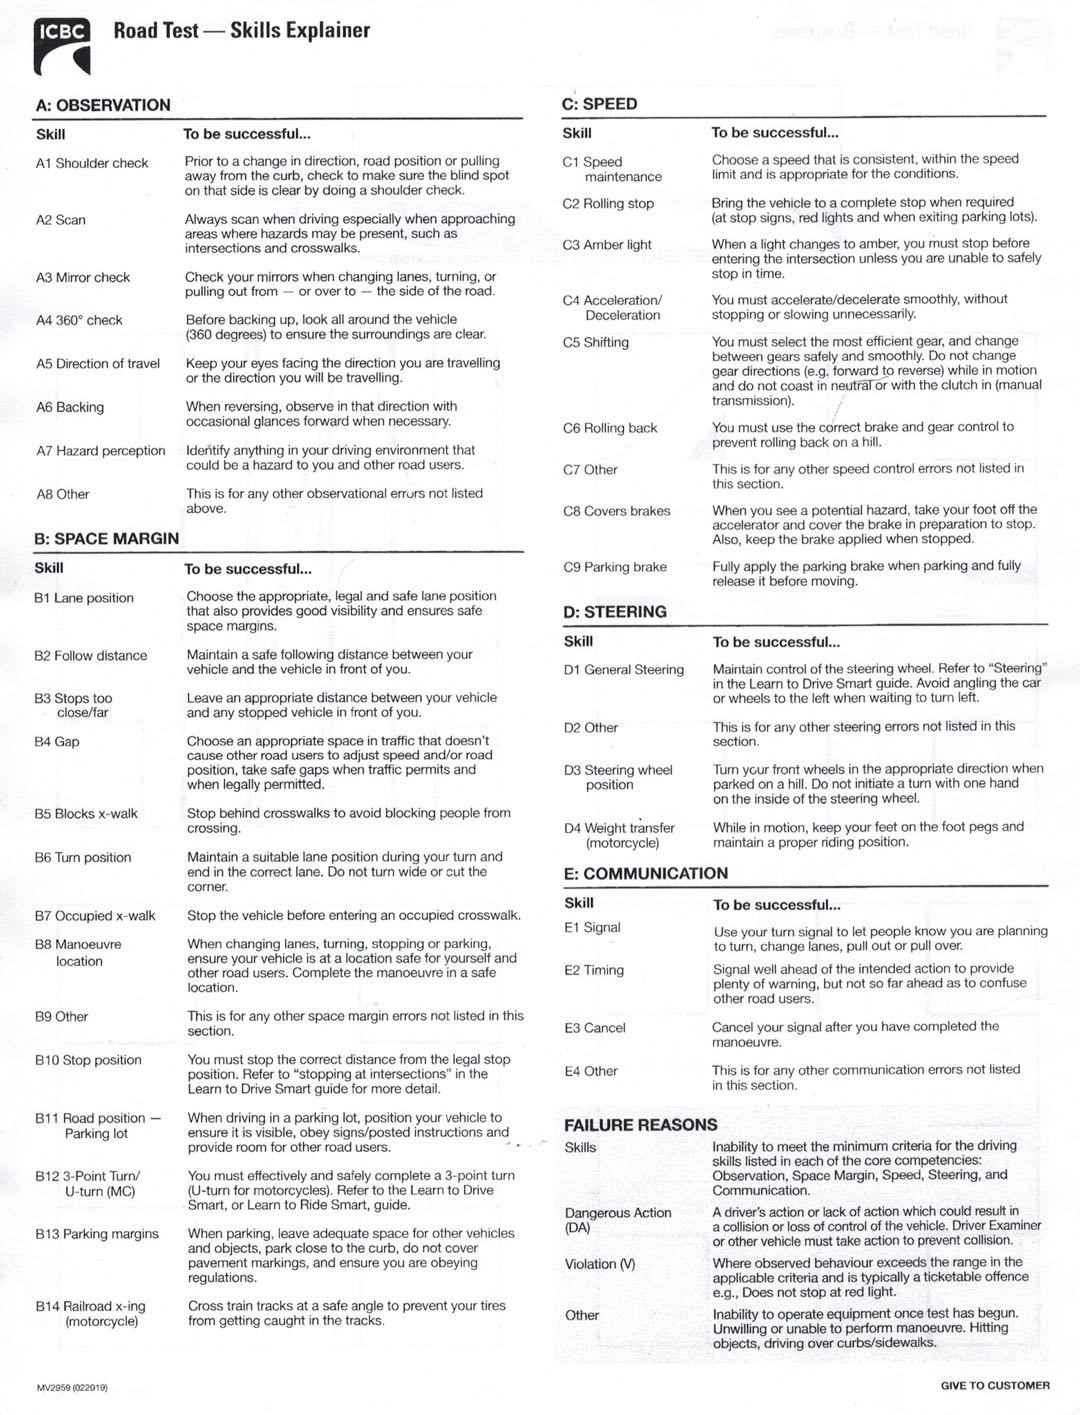 ICBC
Road Test — Skills Explainer
A: OBSERVATION
Skill To be successful...
A1 Shoulder check Prior to a change in direction, road position or pulling
away from the curb, check to make sure the blind spot
on that side is clear by doing a shoulder check.
A2 Scan Always scan when driving especially when approaching
areas where hazards may be present, such as
intersections and crosswalks.
A3 Mirror check Check your mirrors when changing lanes, turning, or
pulling out from — or over to — the side of the road.
A4 360° check Before backing up, look all around the vehicle
(360 degrees) to ensure the surroundings are clear.
A5 Direction of travel Keep your eyes facing the direction you are travelling
or the direction you will be travelling.
A6 Backing When reversing, observe in that direction with
occasional glances forward when necessary.
A7 Hazard perception Identify anything in your driving environment that
could be a hazard to you and other road users.
A8 Other This is for any other observational errors not listed
above.
B: SPACE MARGIN
Skill To be successful...
B1 Lane position Choose the appropriate, legal and safe lane position
that also provides good visibility and ensures safe
space margins.
B2 Follow distance Maintain a safe following distance between your
vehicle and the vehicle in front of you.
B3 Stops too Leave an appropriate distance between your vehicle
close/far and any stopped vehicle in front of you.
B4 Gap Choose an appropriate space in traffic that doesn't
cause other road users to adjust speed and/or road
position, take safe gaps when traffic permits and
when legally permitted.
B5 Blocks x-walk Stop behind crosswalks to avoid blocking people from
crossing.
B6 Turn position Maintain a suitable lane position during your turn and
end in the correct lane. Do not turn wide or cut the
corner.
B7 Occupied x-walk Stop the vehicle before entering an occupied crosswalk.
B8 Manoeuvre When changing lanes, turning, stopping or parking,
location ensure your vehicle is at a location safe for yourself and
other road users. Complete the manoeuvre in a safe
location.
B9 Other This is for any other space margin errors not listed in this
section.
B10 Stop position You must stop the correct distance from the legal stop
position. Refer to "stopping at intersections" in the
Learn to Drive Smart guide for more detail.
B11 Road position — When driving in a parking lot, position your vehicle to
Parking lot ensure it is visible, obey signs/posted instructions and
provide room for other road users.
B12 3-Point Turn/ You must effectively and safely complete a 3-point turn
U-turn (MC) (U-turn for motorcycles). Refer to the Learn to Drive
Smart, or Learn to Ride Smart, guide.
B13 Parking margins When parking, leave adequate space for other vehicles
and objects, park close to the curb, do not cover
pavement markings, and ensure you are obeying
regulations.
B14 Railroad x-ing Cross train tracks at a safe angle to prevent your tires
(motorcycle) from getting caught in the tracks.
C: SPEED
Skill To be successful...
C1 Speed Choose a speed that is consistent, within the speed
maintenance limit and is appropriate for the conditions.
C2 Rolling stop Bring the vehicle to a complete stop when required
(at stop signs, red lights and when exiting parking lots).
C3 Amber light When a light changes to amber, you must stop before
entering the intersection unless you are unable to safely
stop in time.
C4 Acceleration/ You must accelerate/decelerate smoothly, without
Deceleration stopping or slowing unnecessarily.
C5 Shifting You must select the most efficient gear, and change
between gears safely and smoothly. Do not change
gear directions (e.g. forward to reverse) while in motion
and do not coast in neutral or with the clutch in (manual
transmission).
C6 Rolling back You must use the correct brake and gear control to
prevent rolling back on a hill.
C7 Other This is for any other speed control errors not listed in
this section.
C8 Covers brakes When you see a potential hazard, take your foot off the
accelerator and cover the brake in preparation to stop.
Also, keep the brake applied when stopped.
C9 Parking brake Fully apply the parking brake when parking and fully
release it before moving.
D: STEERING
Skill To be successful...
D1 General Steering Maintain control of the steering wheel. Refer to "Steering"
in the Learn to Drive Smart guide. Avoid angling the car
or wheels to the left when waiting to turn left.
D2 Other This is for any other steering errors not listed in this
section.
D3 Steering wheel Turn your front wheels in the appropriate direction when
position parked on a hill. Do not initiate a turn with one hand
on the inside of the steering wheel.
D4 Weight transfer While in motion, keep your feet on the foot pegs and
(motorcycle) maintain a proper riding position.
E: COMMUNICATION
Skill To be successful...
E1 Signal Use your turn signal to let people know you are planning
to turn, change lanes, pull out or pull over.
E2 Timing Signal well ahead of the intended action to provide
plenty of warning, but not so far ahead as to confuse
other road users.
E3 Cancel Cancel your signal after you have completed the
manoeuvre.
E4 Other This is for any other communication errors not listed
in this section.
FAILURE REASONS
Skills Inability to meet the minimum criteria for the driving
skills listed in each of the core competencies:
Observation, Space Margin, Speed, Steering, and
Communication.
Dangerous Action A driver's action or lack of action which could result in
(DA) a collision or loss of control of the vehicle. Driver Examiner
or other vehicle must take action to prevent collision.
Violation (V) Where observed behaviour exceeds the range in the
applicable criteria and is typically a ticketable offence
e.g., Does not stop at red light.
Other Inability to operate equipment once test has begun.
Unwilling or unable to perform manoeuvre. Hitting
objects, driving over curbs/sidewalks.
MV2959 (022019)
GIVE TO CUSTOMER